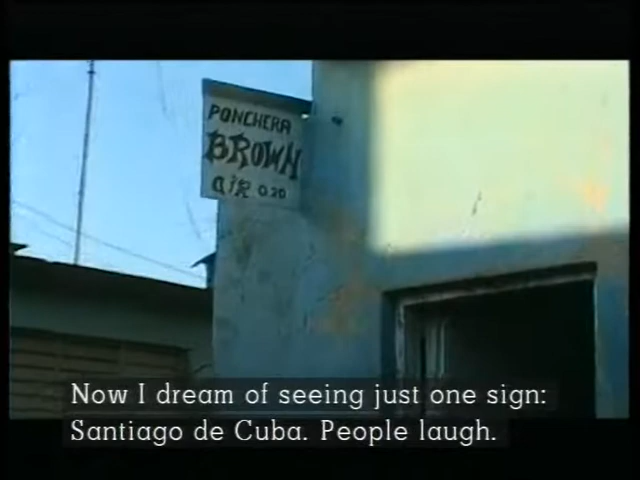 PONCHERA
BROWN
AIR 0.20
Now I dream of seeing just one sign:
Santiago de Cuba. People laugh.